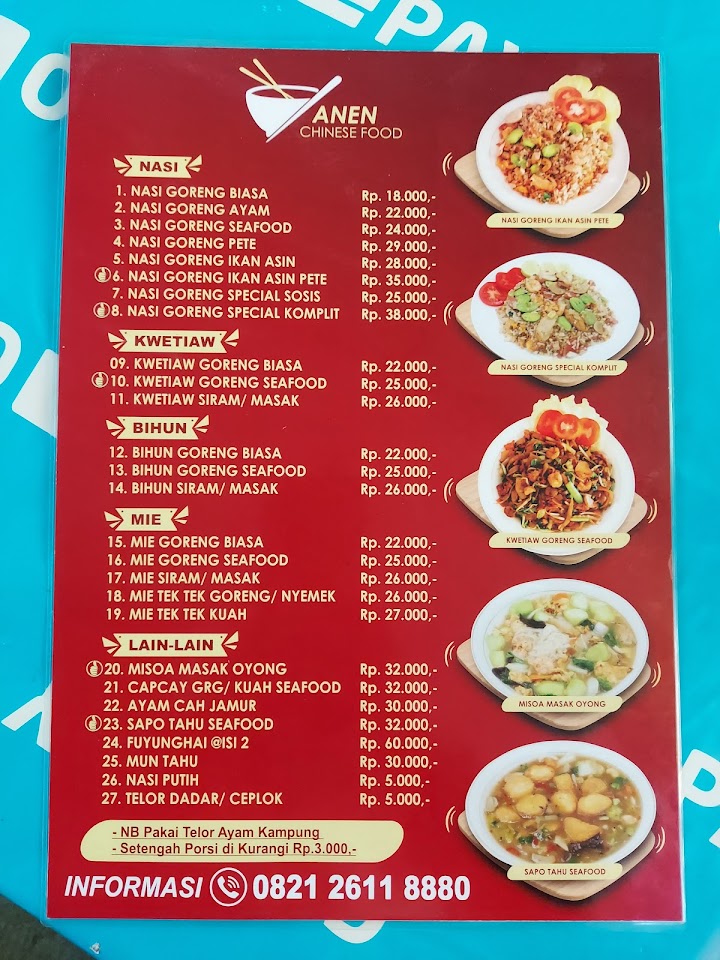 ANEN
CHINESE FOOD
NASI
1. NASI GORENG BIASA Rp. 18.000,-
2. NASI GORENG AYAM Rp. 22.000,-
3. NASI GORENG SEAFOOD Rp. 24.000,-
4. NASI GORENG PETE Rp. 29.000,-
5. NASI GORENG IKAN ASIN Rp. 28.000,-
6. NASI GORENG IKAN ASIN PETE Rp. 35.000,-
7. NASI GORENG SPECIAL SOSIS Rp. 25.000,-
8. NASI GORENG SPECIAL KOMPLIT Rp. 38.000,-
KWETIAW
09. KWETIAW GORENG BIASA Rp. 22.000,-
10. KWETIAW GORENG SEAFOOD Rp. 25.000,-
11. KWETIAW SIRAM/ MASAK Rp. 26.000,-
BIHUN
12. BIHUN GORENG BIASA Rp. 22.000,-
13. BIHUN GORENG SEAFOOD Rp. 25.000,-
14. BIHUN SIRAM/ MASAK Rp. 26.000,-
MIE
15. MIE GORENG BIASA Rp. 22.000,-
16. MIE GORENG SEAFOOD Rp. 25.000,-
17. MIE SIRAM/ MASAK Rp. 26.000,-
18. MIE TEK TEK GORENG/ NYEMEK Rp. 26.000,-
19. MIE TEK TEK KUAH Rp. 27.000,-
LAIN-LAIN
20. MISOA MASAK OYONG Rp. 32.000,-
21. CAPCAY GRG/ KUAH SEAFOOD Rp. 32.000,-
22. AYAM CAH JAMUR Rp. 30.000,-
23. SAPO TAHU SEAFOOD Rp. 32.000,-
24. FUYUNGHAI @ISI 2 Rp. 60.000,-
25. MUN TAHU Rp. 30.000,-
26. NASI PUTIH Rp. 5.000,-
27. TELOR DADAR/ CEPLOK Rp. 5.000,-
- NB Pakai Telor Ayam Kampung
- Setengah Porsi di Kurangi Rp.3.000,-
INFORMASI 0821 2611 8880
NASI GORENG IKAN ASIN PETE
NASI GORENG SPECIAL KOMPLIT
KWETIAW GORENG SEAFOOD
MISOA MASAK OYONG
SAPO TAHU SEAFOOD